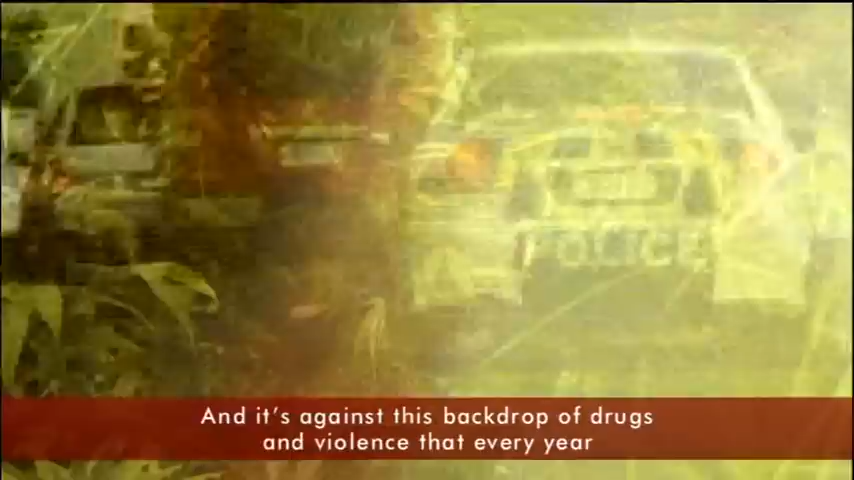 POLICE
And it's against this backdrop of drugs
and violence that every year